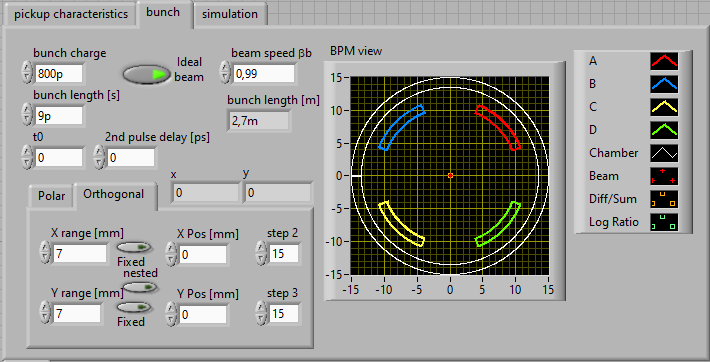 pickup characteristics bunch simulation
bunch charge
800p
Ideal
beam
beam speed βb
0,99
bunch length [s]
9p
bunch length [m]
2,7m
t0
0
2nd pulse delay [ps]
0
x
0
y
0
Polar Orthogonal
X range [mm]
7
Fixed
X Pos [mm]
0
step 2
15
nested
Y range [mm]
7
Fixed
Y Pos [mm]
0
step 3
15
BPM view
15
10
5
0
-5
-10
-15
-15 -10 -5 0 5 10 15
A
B
C
D
Chamber
Beam
Diff/Sum
Log Ratio